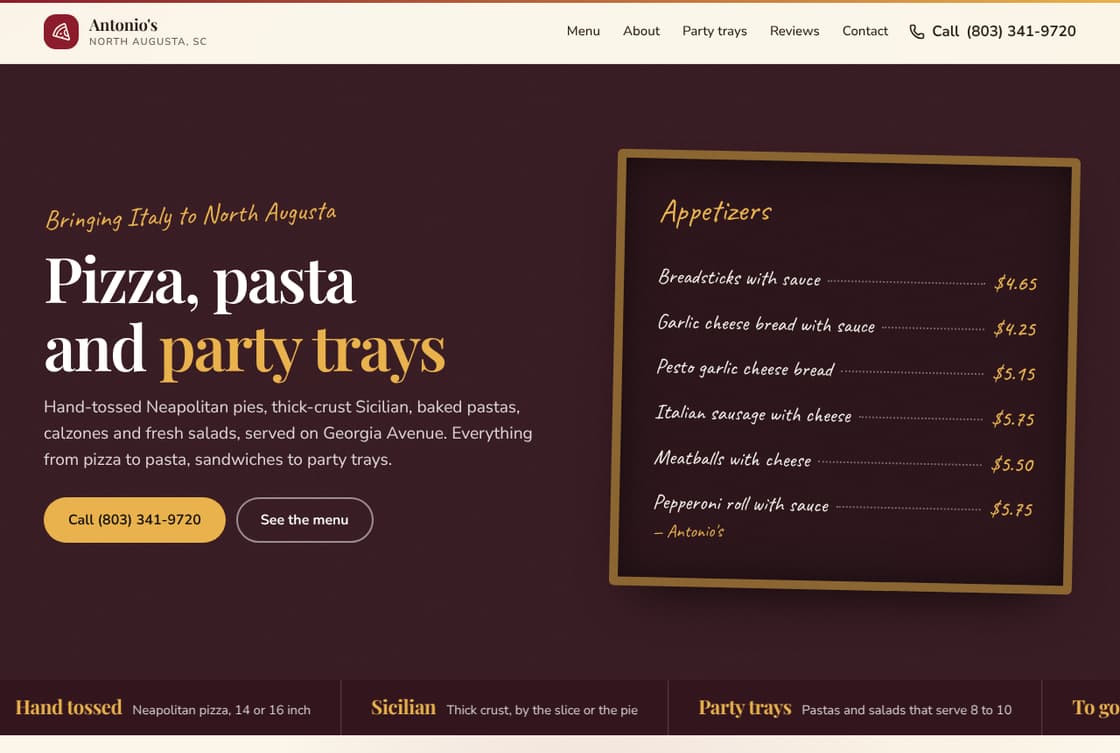 Antonio's
NORTH AUGUSTA, SC
Menu About Party trays Reviews Contact Call (803) 341-9720
Bringing Italy to North Augusta
Pizza, pasta
and party trays
Hand-tossed Neapolitan pies, thick-crust Sicilian, baked pastas,
calzones and fresh salads, served on Georgia Avenue. Everything
from pizza to pasta, sandwiches to party trays.
Call (803) 341-9720 See the menu
Appetizers
Breadsticks with sauce $4.65
Garlic cheese bread with sauce $4.25
Pesto garlic cheese bread $5.15
Italian sausage with cheese $5.75
Meatballs with cheese $5.50
Pepperoni roll with sauce $5.75
– Antonio's
Hand tossed Neapolitan pizza, 14 or 16 inch Sicilian Thick crust, by the slice or the pie Party trays Pastas and salads that serve 8 to 10 To go